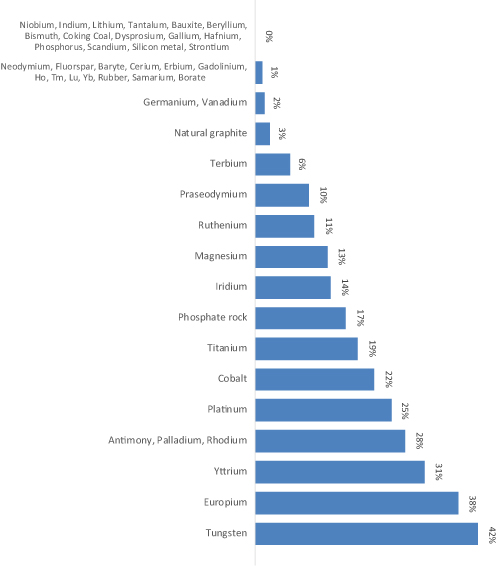 Niobium, Indium, Lithium, Tantalum, Bauxite, Beryllium,
Bismuth, Coking Coal, Dysprosium, Gallium, Hafnium,
Phosphorus, Scandium, Silicon metal, Strontium
0%
Neodymium, Fluorspar, Baryte, Cerium, Erbium, Gadolinium,
Ho, Tm, Lu, Yb, Rubber, Samarium, Borate
1%
Germanium, Vanadium
2%
Natural graphite
3%
Terbium
6%
Praseodymium
10%
Ruthenium
11%
Magnesium
13%
Iridium
14%
Phosphate rock
17%
Titanium
19%
Cobalt
22%
Platinum
25%
Antimony, Palladium, Rhodium
28%
Yttrium
31%
Europium
38%
Tungsten
42%